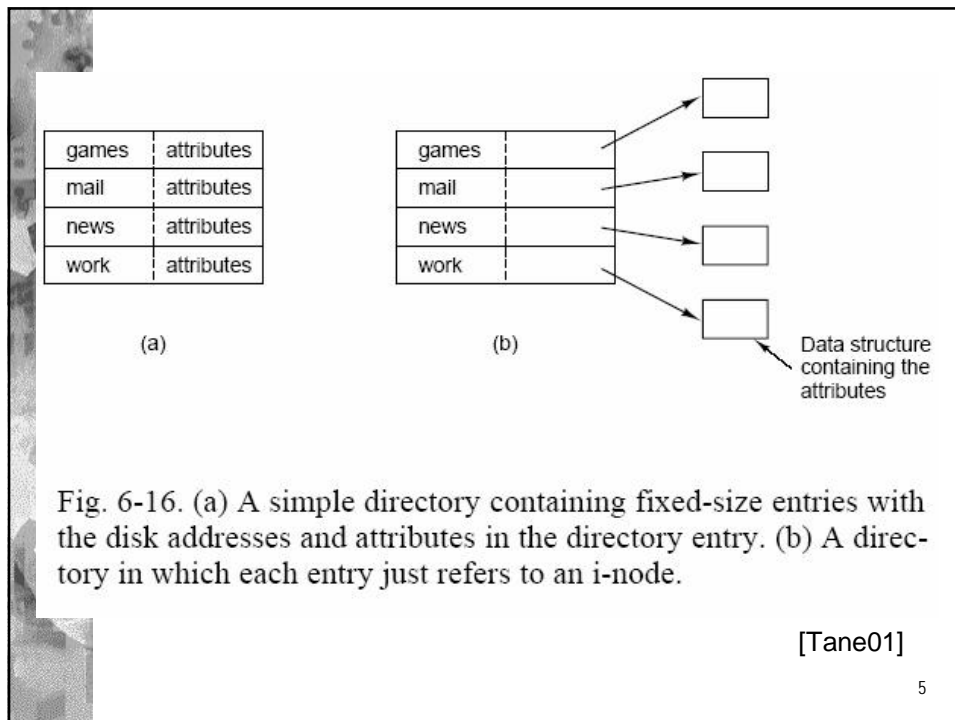 games attributes
mail attributes
news attributes
work attributes
(a)
games
mail
news
work
(b)
Data structure
containing the
attributes
Fig. 6-16. (a) A simple directory containing fixed-size entries with
the disk addresses and attributes in the directory entry. (b) A direc-
tory in which each entry just refers to an i-node.
[Tane01]
5